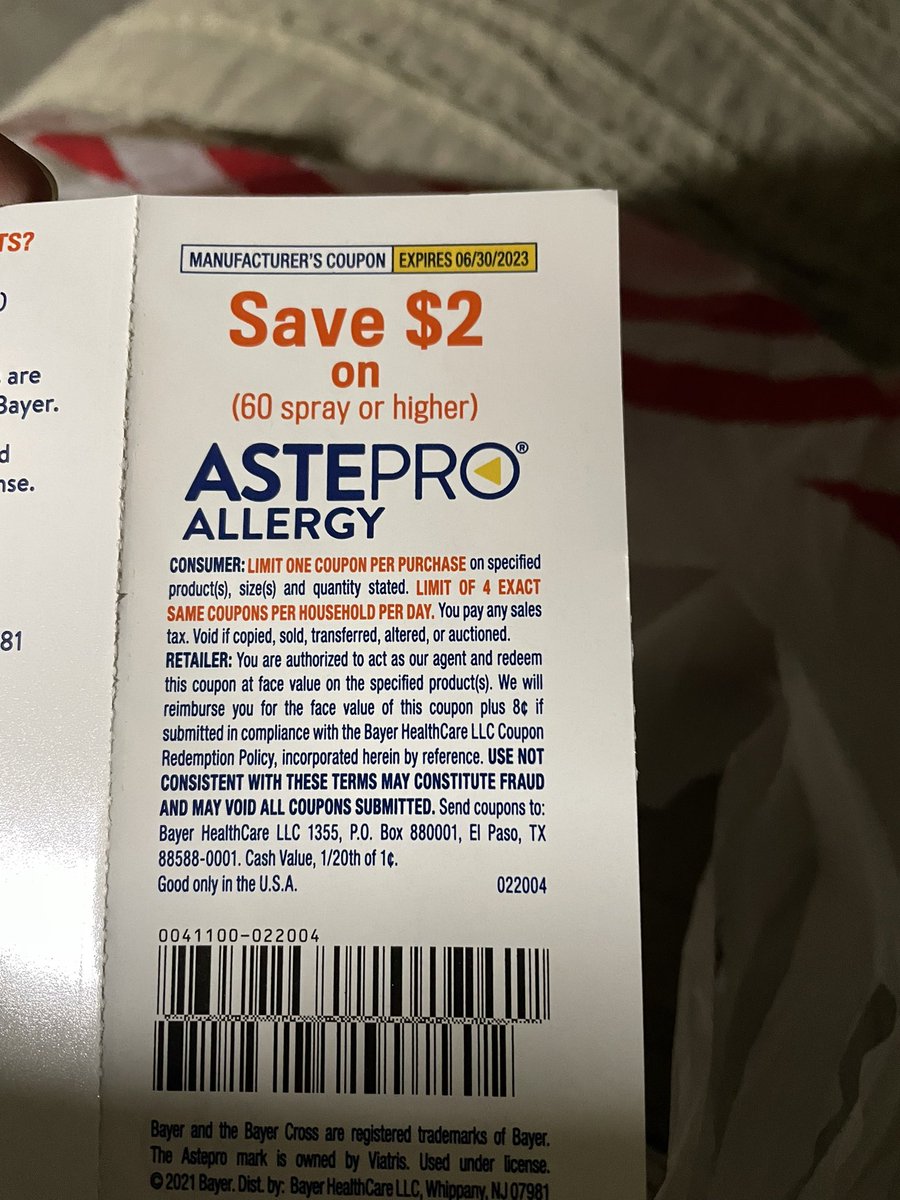 TS?
are
Bayer.
d
nse.
81
MANUFACTURER'S COUPON EXPIRES 06/30/2023
Save $2
on
(60 spray or higher)
ASTEPRO®
ALLERGY
CONSUMER: LIMIT ONE COUPON PER PURCHASE on specified
product(s), size(s) and quantity stated. LIMIT OF 4 EXACT
SAME COUPONS PER HOUSEHOLD PER DAY. You pay any sales
tax. Void if copied, sold, transferred, altered, or auctioned.
RETAILER: You are authorized to act as our agent and redeem
this coupon at face value on the specified product(s). We will
reimburse you for the face value of this coupon plus 8¢ if
submitted in compliance with the Bayer HealthCare LLC Coupon
Redemption Policy, incorporated herein by reference. USE NOT
CONSISTENT WITH THESE TERMS MAY CONSTITUTE FRAUD
AND MAY VOID ALL COUPONS SUBMITTED. Send coupons to:
Bayer HealthCare LLC 1355, P.O. Box 880001, El Paso, TX
88588-0001. Cash Value, 1/20th of 1¢.
Good only in the U.S.A. 022004
0041100-022004
Bayer and the Bayer Cross are registered trademarks of Bayer.
The Astepro mark is owned by Viatris. Used under license.
© 2021 Bayer. Dist. by: Bayer HealthCare LLC, Whippany, NJ 07981